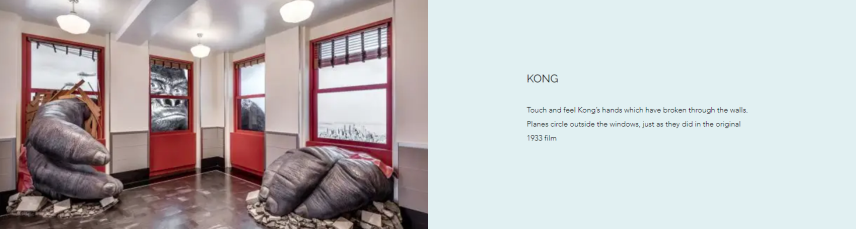 KONG
Touch and feel Kong's hands which have broken through the walls.
Planes circle outside the windows, just as they did in the original
1933 film